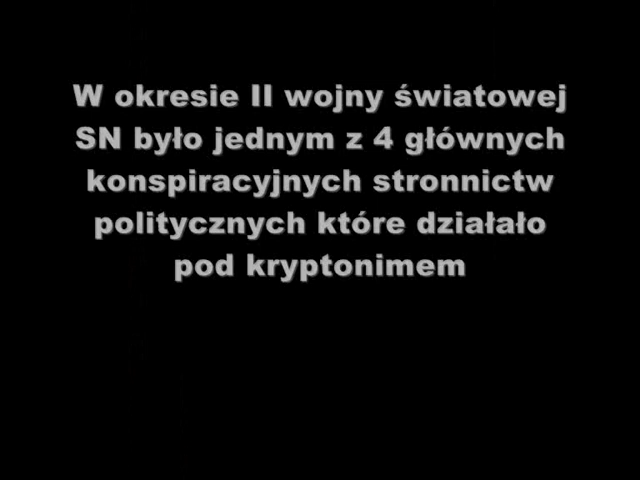 W okresie II wojny światowej
SN było jednym z 4 głównych
konspiracyjnych stronnictw
politycznych które działało
pod kryptonimem